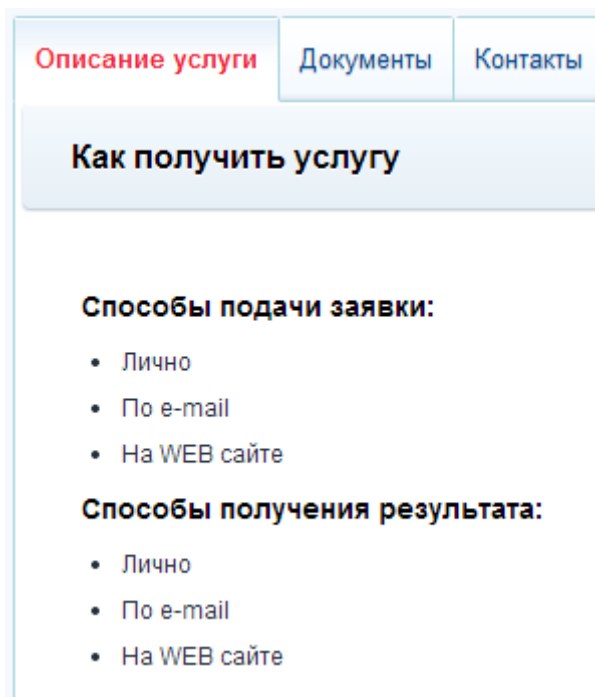 Описание услуги Документы Контакты
Как получить услугу
Способы подачи заявки:
• Лично
• По e-mail
• На WEB сайте
Способы получения результата:
• Лично
• По e-mail
• На WEB сайте